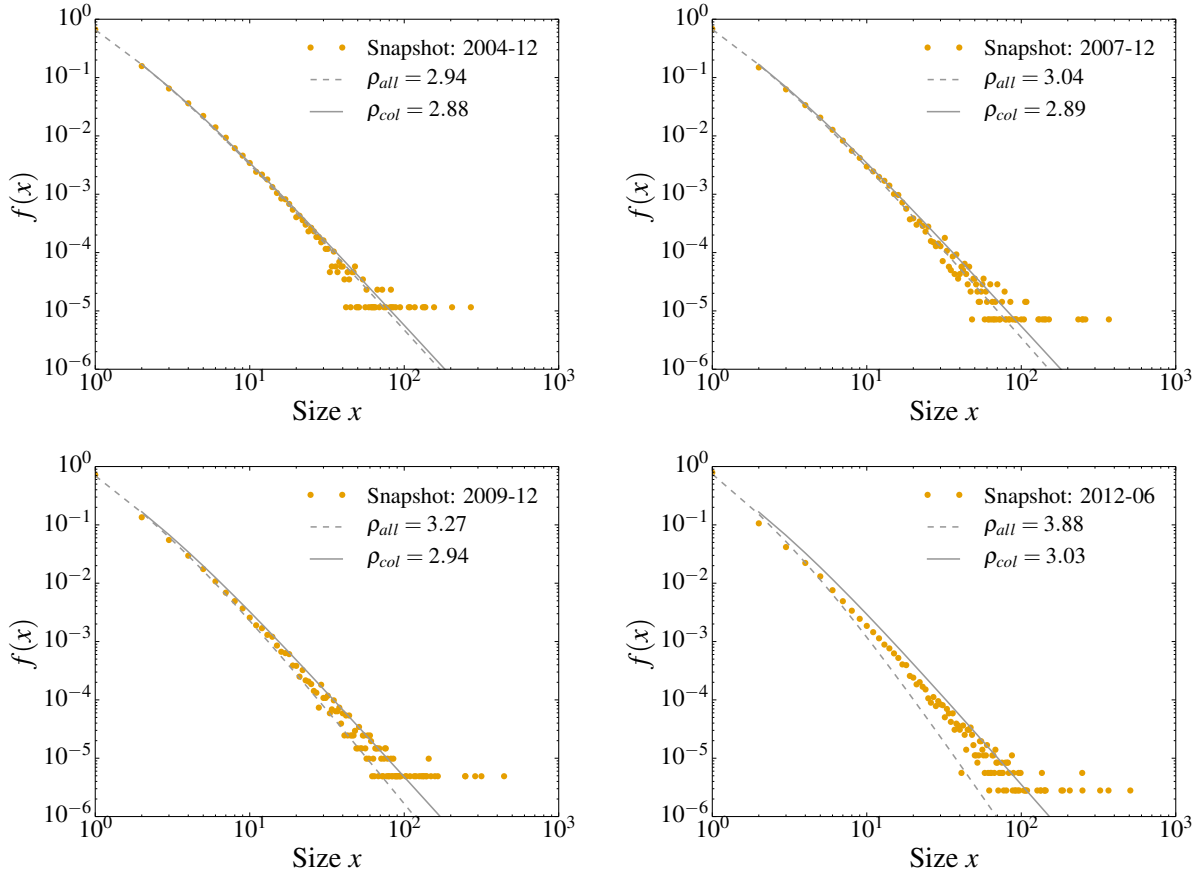 10^0
10^-1
10^-2
10^-3
10^-4
10^-5
10^-6
f(x)
Snapshot: 2004-12
ρ_all = 2.94
ρ_col = 2.88
10^0 10^1 10^2 10^3
Size x
10^0
10^-1
10^-2
10^-3
10^-4
10^-5
10^-6
f(x)
Snapshot: 2007-12
ρ_all = 3.04
ρ_col = 2.89
10^0 10^1 10^2 10^3
Size x
10^0
10^-1
10^-2
10^-3
10^-4
10^-5
10^-6
f(x)
Snapshot: 2009-12
ρ_all = 3.27
ρ_col = 2.94
10^0 10^1 10^2 10^3
Size x
10^0
10^-1
10^-2
10^-3
10^-4
10^-5
10^-6
f(x)
Snapshot: 2012-06
ρ_all = 3.88
ρ_col = 3.03
10^0 10^1 10^2 10^3
Size x